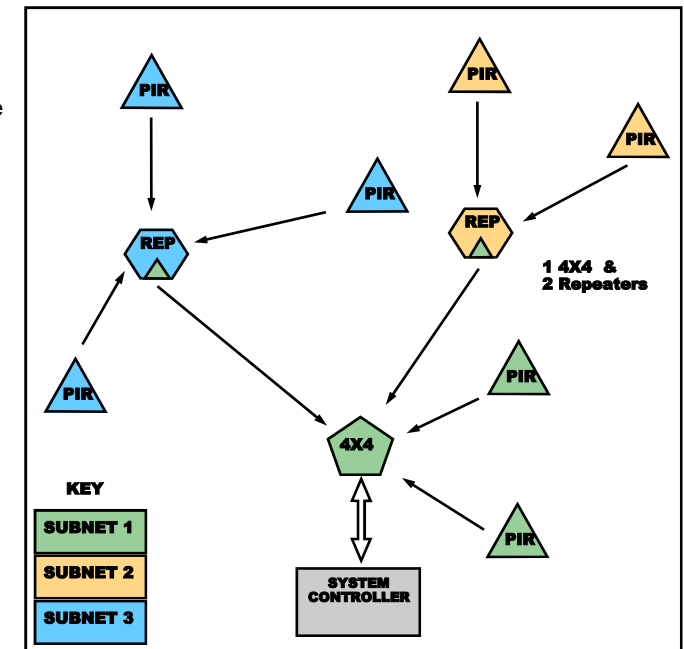 e
PIR
PIR
PIR
PIR
REP
REP
1 4X4 &
2 Repeaters
PIR
PIR
4X4
KEY
SUBNET 1
PIR
SUBNET 2
SYSTEM
CONTROLLER
SUBNET 3